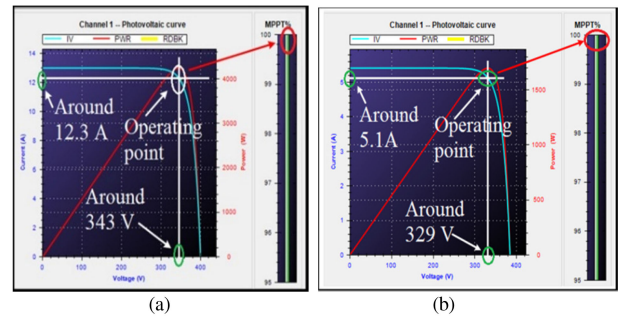 Channel 1 -- Photovoltaic curve
MPPT%
IV PWR RDBK
14
12
10
8
6
4
2
0
Current (A)
4000
3000
2000
1000
0
Power (W)
0 100 200 300 400
Voltage (V)
100
99
98
97
96
95
Around
12.3 A
Operating
point
Around
343 V
(a)
Channel 1 -- Photovoltaic curve
MPPT%
IV PWR RDBK
5
4
3
2
1
0
Current (A)
1500
1000
500
0
Power (W)
0 100 200 300 400
Voltage (V)
100
99
98
97
96
95
Around
5.1A
Operating
point
Around
329 V
(b)